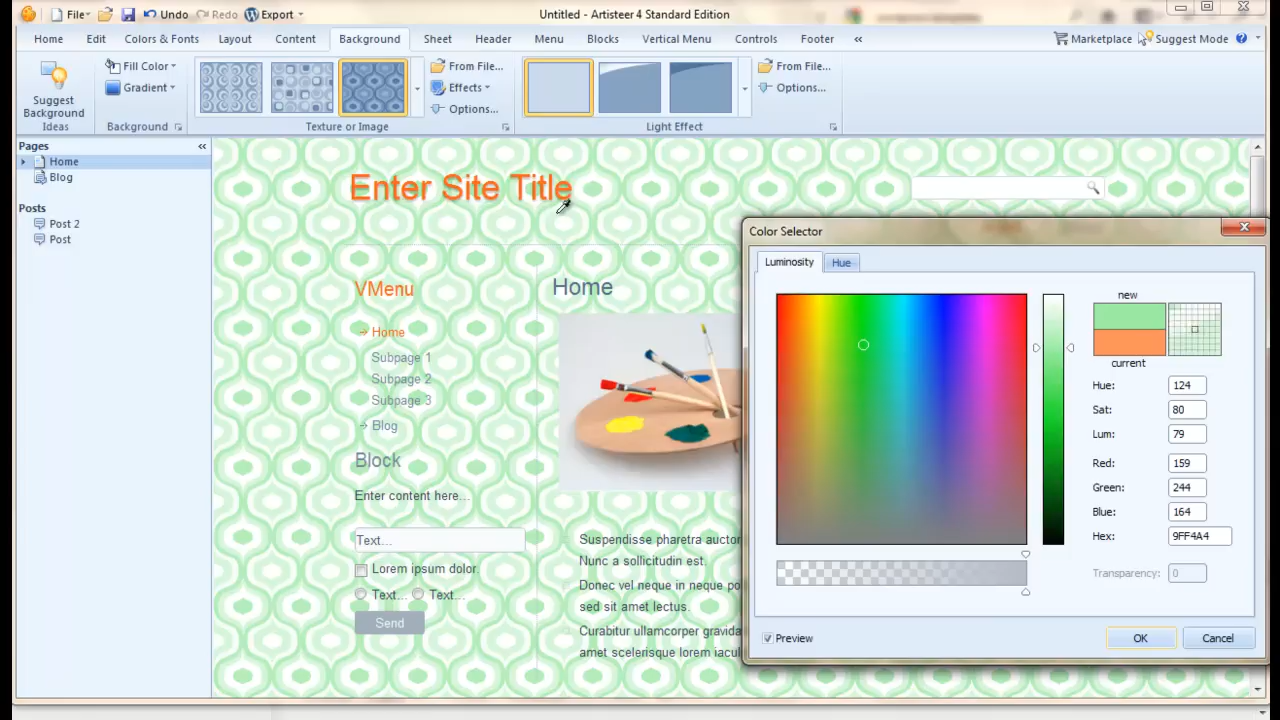 File Undo Redo Export Untitled - Artisteer 4 Standard Edition
Home Edit Colors & Fonts Layout Content Background Sheet Header Menu Blocks Vertical Menu Controls Footer « Marketplace Suggest Mode
Suggest Background Ideas
Fill Color
Gradient
Background
From File...
Effects
Options...
Texture or Image
From File...
Options...
Light Effect
Pages «
Home
Blog
Posts
Post 2
Post
Enter Site Title
VMenu
Home
Subpage 1
Subpage 2
Subpage 3
Blog
Block
Enter content here...
Text...
Lorem ipsum dolor.
Text... Text...
Send
Home
Suspendisse pharetra auctor
Nunc a sollicitudin est.
Donec vel neque in neque po
sed sit amet lectus.
Curabitur ullamcorper gravida
amet scelerisque lorem iacul
Color Selector
Luminosity Hue
new
current
Hue: 124
Sat: 80
Lum: 79
Red: 159
Green: 244
Blue: 164
Hex: 9FF4A4
Transparency: 0
Preview
OK Cancel